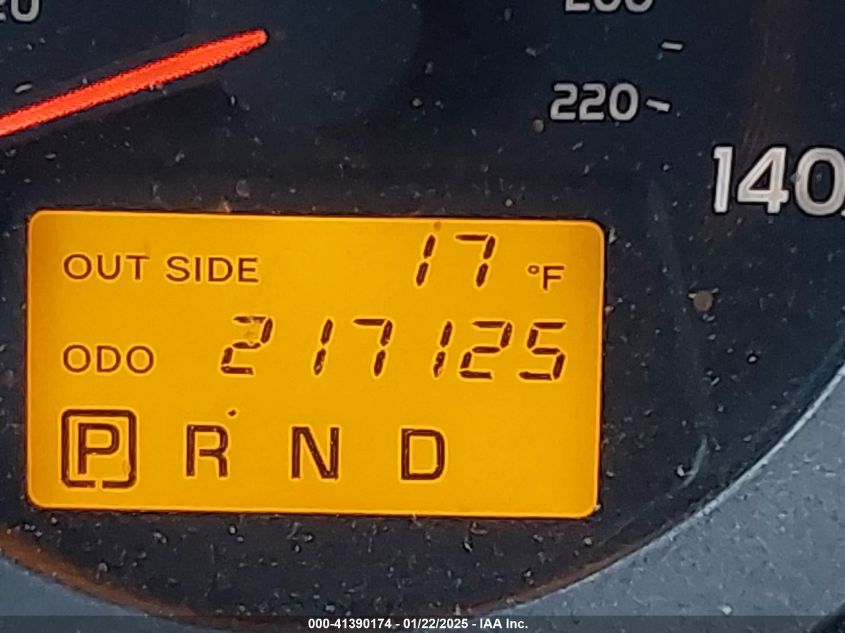 220
140
OUT SIDE 17 °F
ODO 217125
P R N D
000-41390174 - 01/22/2025 - IAA Inc.